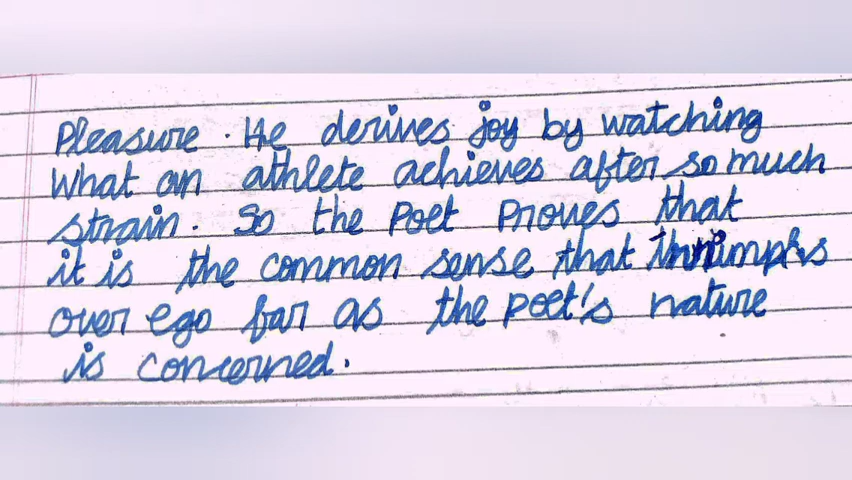 Pleasure. He derives joy by watching
what an athlete achieves after so much
strain. So the Poet Proves that
it is the common sense that triumphs
over ego far as the poet's nature
is concerned.